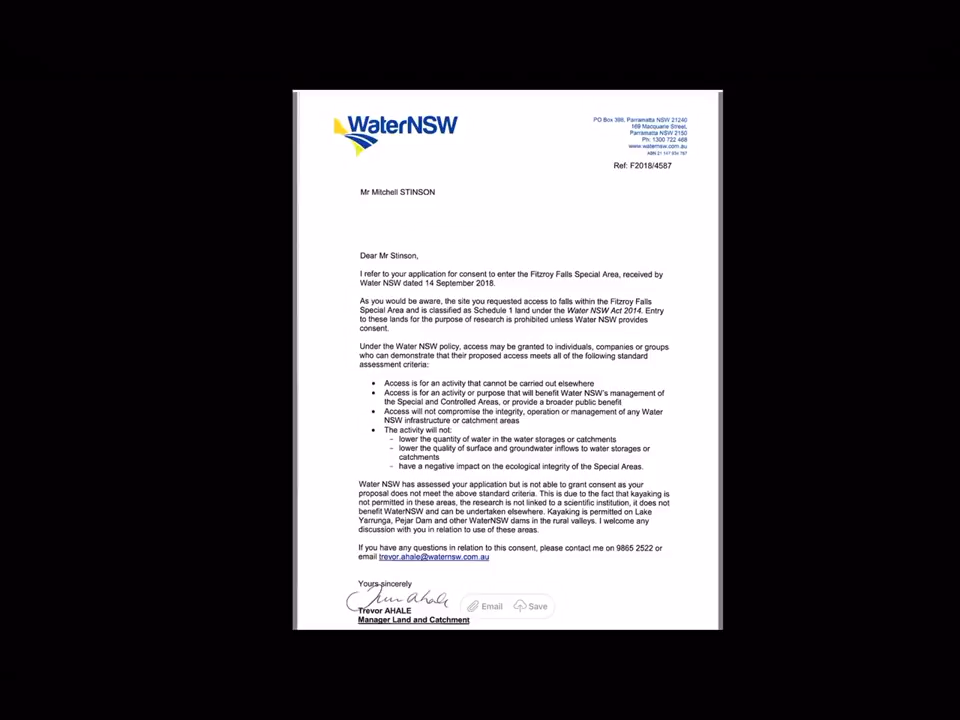 WaterNSW
PO Box 398, Parramatta NSW 21240
169 Macquarie Street,
Parramatta NSW 2150
Ph: 1300 722 468
www.waternsw.com.au
ABN 21 147 934 787
Ref: F2018/4587
Mr Mitchell STINSON
Dear Mr Stinson,
I refer to your application for consent to enter the Fitzroy Falls Special Area, received by
Water NSW dated 14 September 2018.
As you would be aware, the site you requested access to falls within the Fitzroy Falls
Special Area and is classified as Schedule 1 land under the Water NSW Act 2014. Entry
to these lands for the purpose of research is prohibited unless Water NSW provides
consent.
Under the Water NSW policy, access may be granted to individuals, companies or groups
who can demonstrate that their proposed access meets all of the following standard
assessment criteria:
• Access is for an activity that cannot be carried out elsewhere
• Access is for an activity or purpose that will benefit Water NSW's management of
the Special and Controlled Areas, or provide a broader public benefit
• Access will not compromise the integrity, operation or management of any Water
NSW infrastructure or catchment areas
• The activity will not:
- lower the quantity of water in the water storages or catchments
- lower the quality of surface and groundwater inflows to water storages or
catchments
- have a negative impact on the ecological integrity of the Special Areas.
Water NSW has assessed your application but is not able to grant consent as your
proposal does not meet the above standard criteria. This is due to the fact that kayaking is
not permitted in these areas, the research is not linked to a scientific institution, it does not
benefit WaterNSW and can be undertaken elsewhere. Kayaking is permitted on Lake
Yarrunga, Pejar Dam and other WaterNSW dams in the rural valleys. I welcome any
discussion with you in relation to use of these areas.
If you have any questions in relation to this consent, please contact me on 9865 2522 or
email trevor.ahale@waternsw.com.au
Yours sincerely
Trevor AHALE
Manager Land and Catchment
Email Save